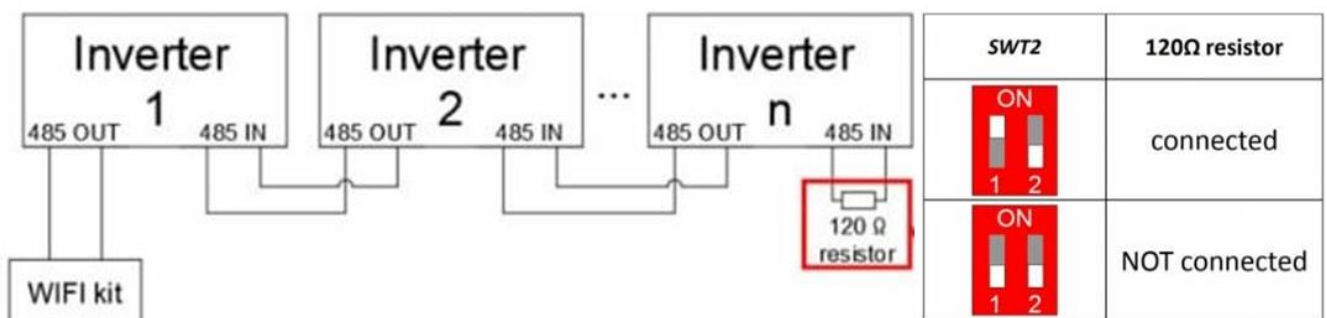 Inverter
1
485 OUT
485 IN
Inverter
2
485 OUT
485 IN
...
Inverter
n
485 OUT
485 IN
120 Ω
resistor
WIFI kit
SWT2
120Ω resistor
ON
1 2
connected
ON
1 2
NOT connected